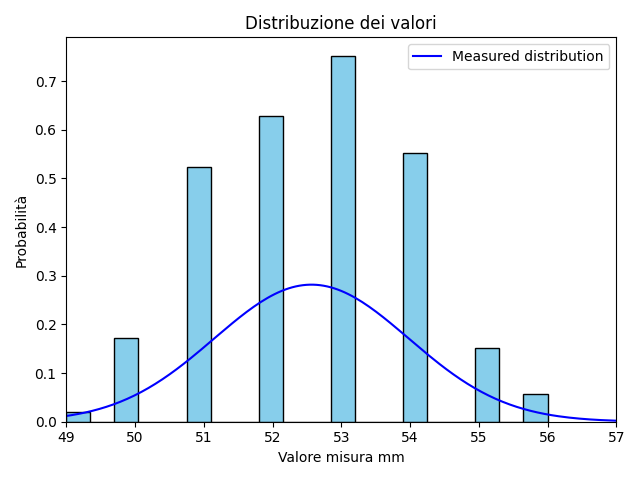 Distribuzione dei valori
Measured distribution
Probabilità
0.7
0.6
0.5
0.4
0.3
0.2
0.1
0.0
49 50 51 52 53 54 55 56 57
Valore misura mm